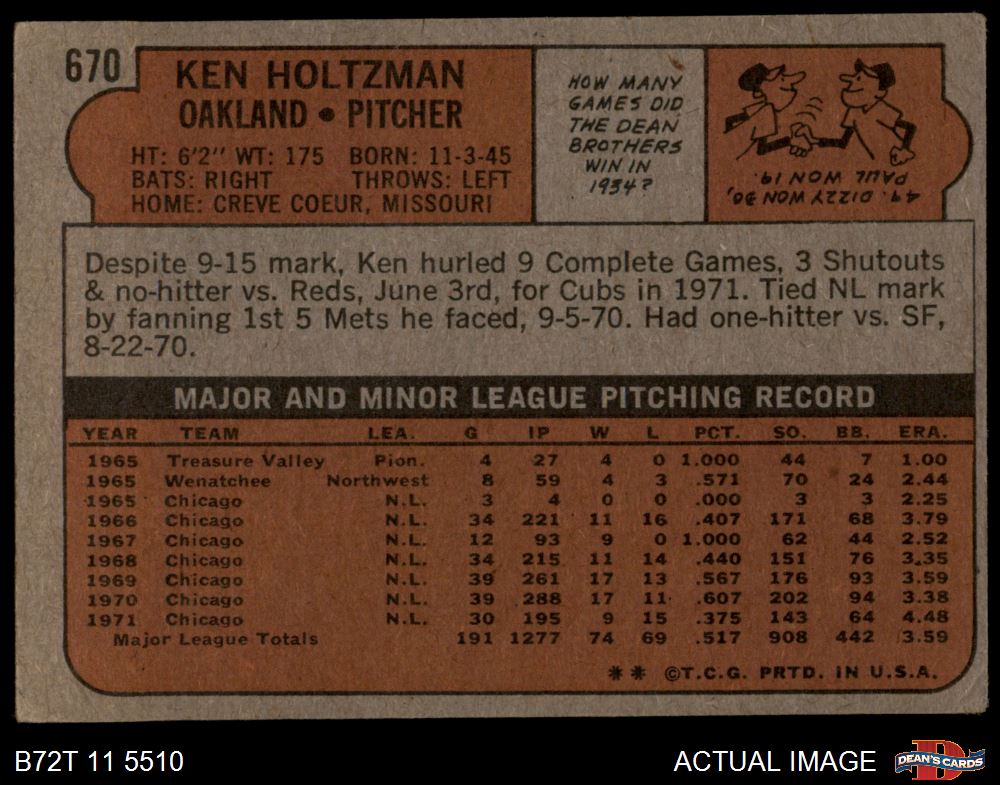 670
KEN HOLTZMAN
OAKLAND • PITCHER
HT: 6'2" WT: 175 BORN: 11-3-45
BATS: RIGHT THROWS: LEFT
HOME: CREVE COEUR, MISSOURI
HOW MANY
GAMES DID
THE DEAN
BROTHERS
WIN IN
1934?
49. DIZZY WON 30,
PAUL WON 19.
Despite 9-15 mark, Ken hurled 9 Complete Games, 3 Shutouts
& no-hitter vs. Reds, June 3rd, for Cubs in 1971. Tied NL mark
by fanning 1st 5 Mets he faced, 9-5-70. Had one-hitter vs. SF,
8-22-70.
MAJOR AND MINOR LEAGUE PITCHING RECORD
YEAR TEAM LEA. G IP W L PCT. SO. BB. ERA.
1965 Treasure Valley Pion. 4 27 4 0 1.000 44 7 1.00
1965 Wenatchee Northwest 8 59 4 3 .571 70 24 2.44
1965 Chicago N.L. 3 4 0 0 .000 3 3 2.25
1966 Chicago N.L. 34 221 11 16 .407 171 68 3.79
1967 Chicago N.L. 12 93 9 0 1.000 62 44 2.52
1968 Chicago N.L. 34 215 11 14 .440 151 76 3.35
1969 Chicago N.L. 39 261 17 13 .567 176 93 3.59
1970 Chicago N.L. 39 288 17 11 .607 202 94 3.38
1971 Chicago N.L. 30 195 9 15 .375 143 64 4.48
Major League Totals 191 1277 74 69 .517 908 442 3.59
* * ©T.C.G. PRTD. IN U.S.A.
B72T 11 5510
ACTUAL IMAGE
DEAN'S CARDS